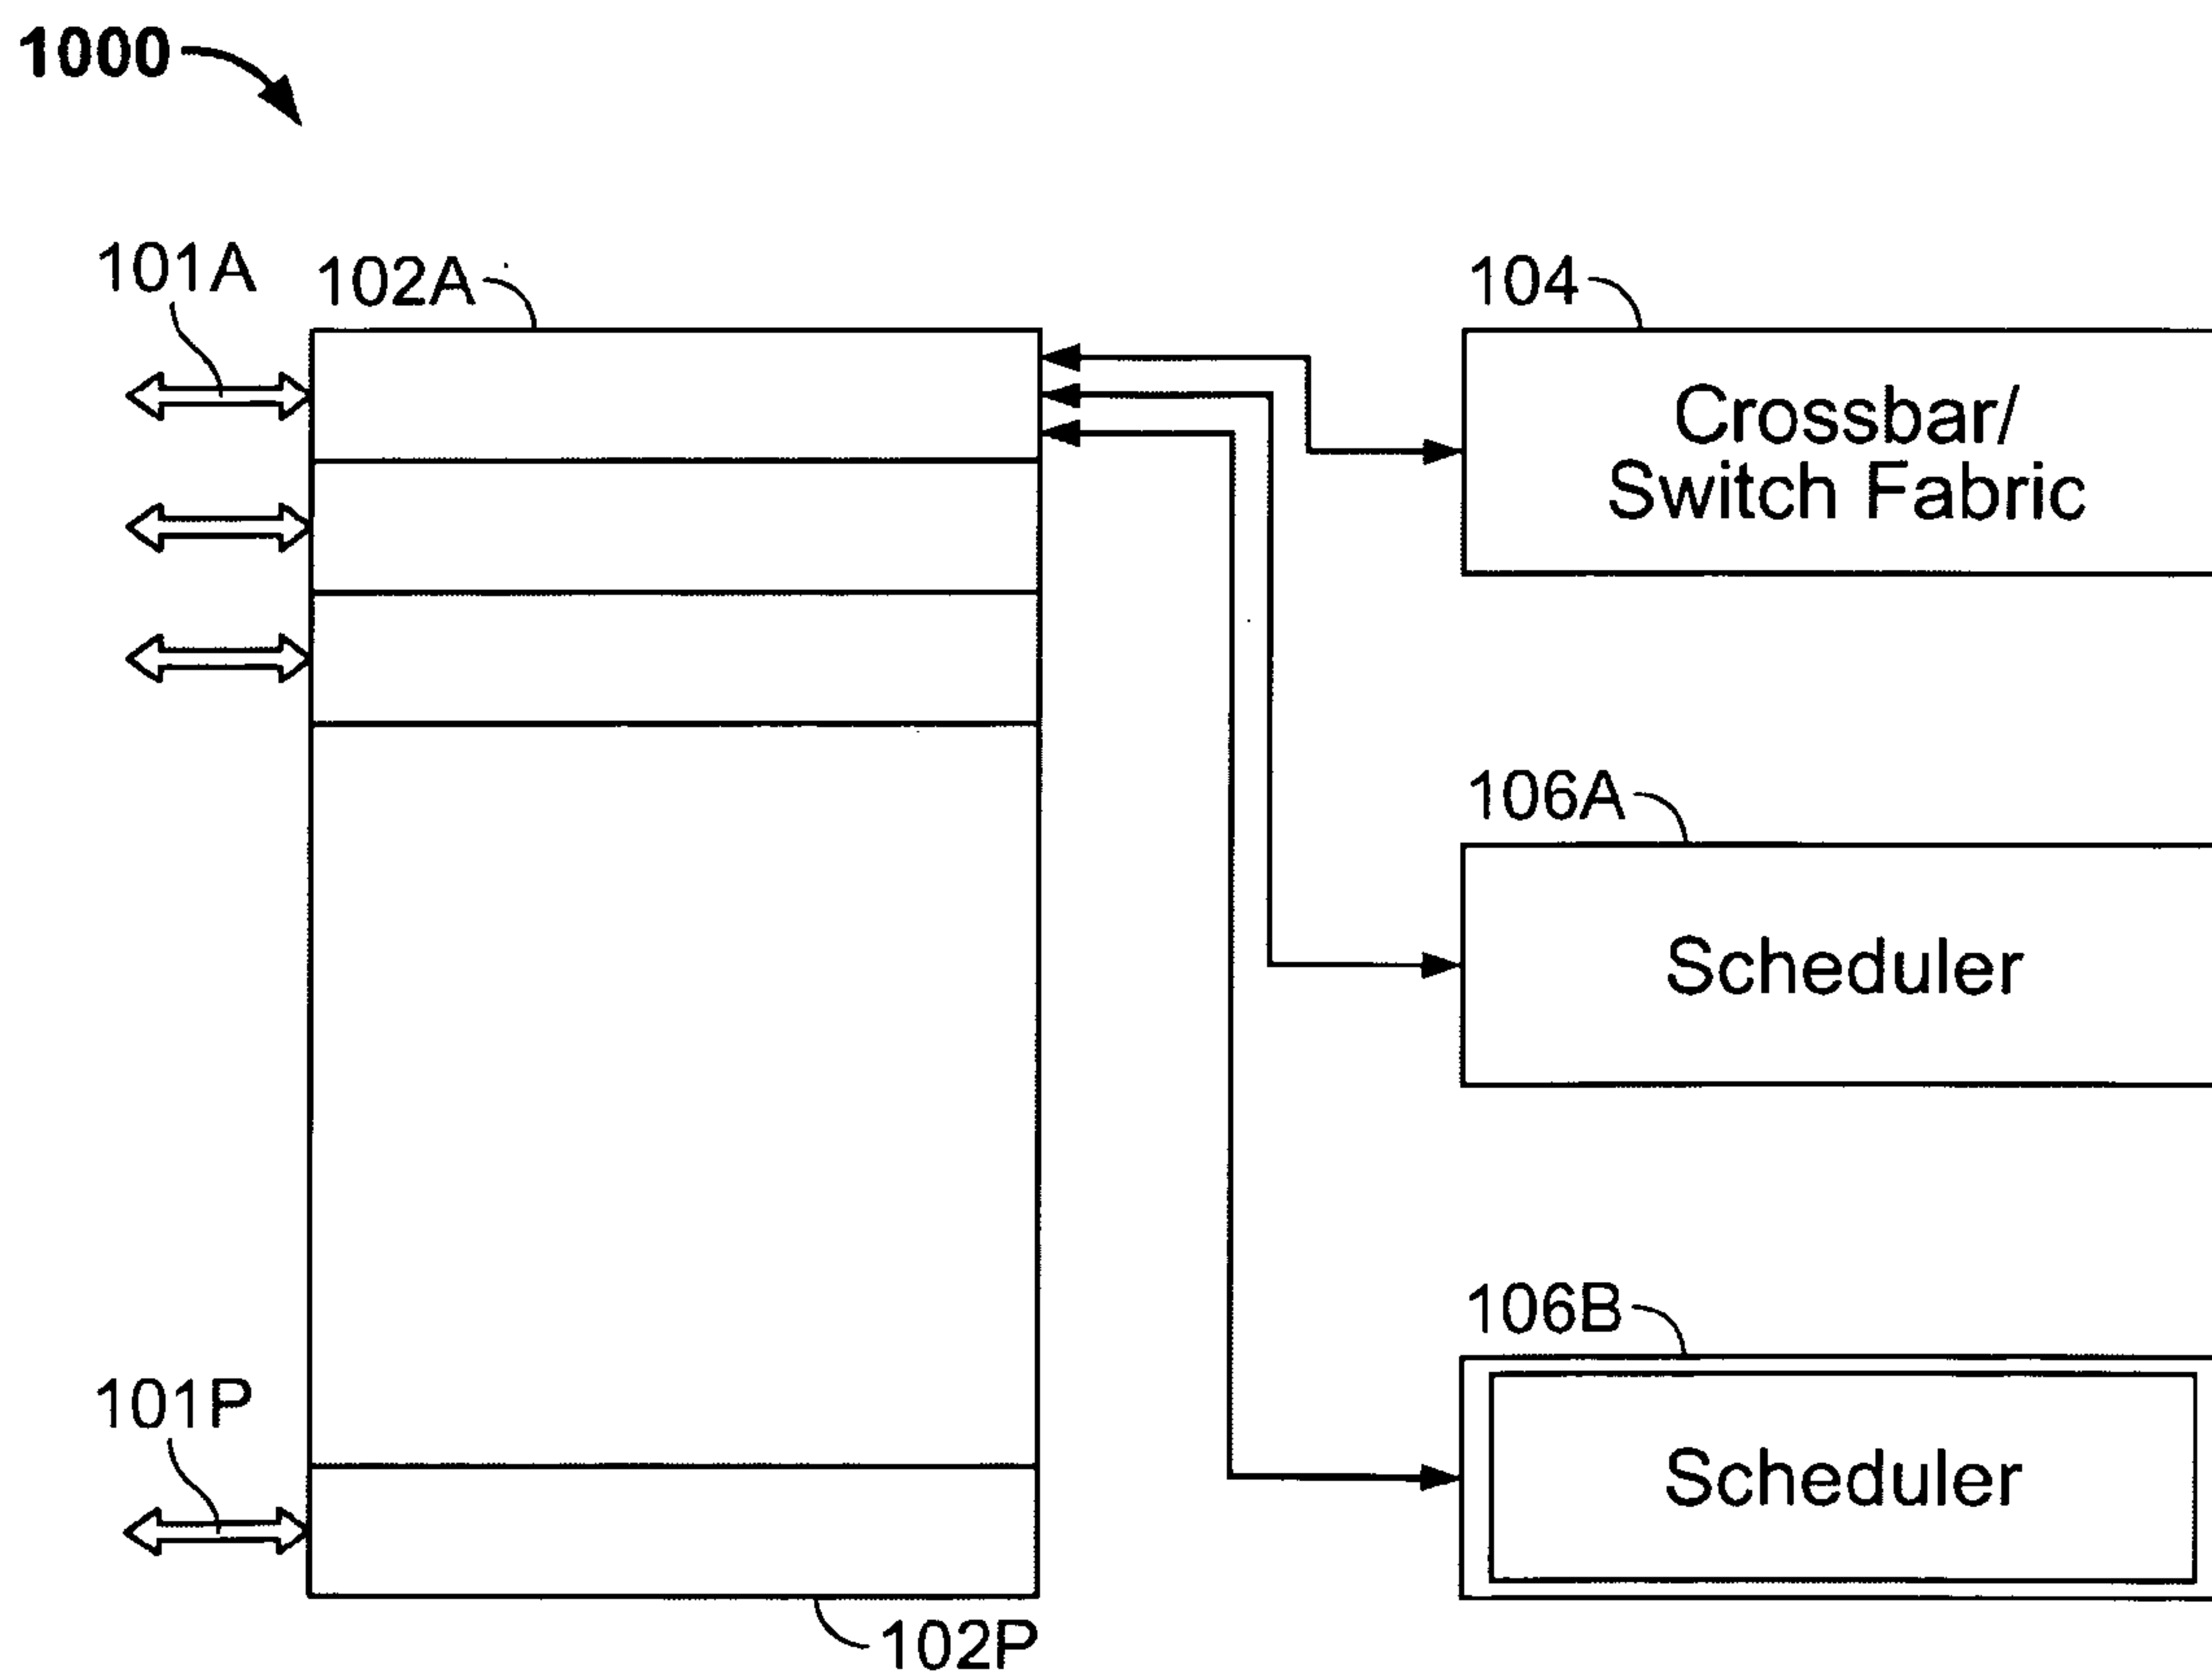 1000
101A
102A
104
Crossbar/
Switch Fabric
106A
Scheduler
106B
Scheduler
101P
102P